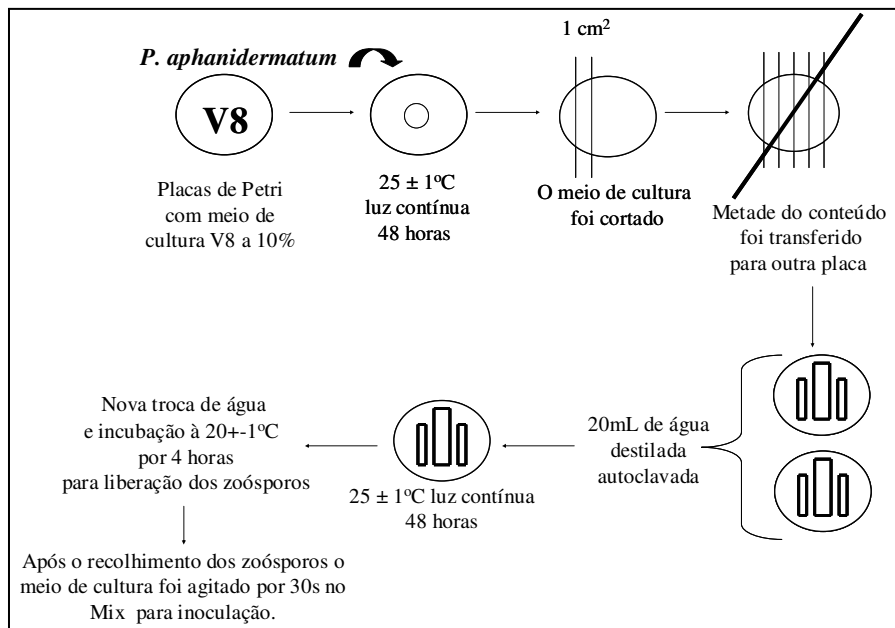 P. aphanidermatum
V8
Placas de Petri
com meio de
cultura V8 a 10%
25 ± 1ºC
luz contínua
48 horas
1 cm²
O meio de cultura
foi cortado
Metade do conteúdo
foi transferido
para outra placa
20mL de água
destilada
autoclavada
25 ± 1ºC luz contínua
48 horas
Nova troca de água
e incubação à 20+-1ºC
por 4 horas
para liberação dos zoósporos
Após o recolhimento dos zoósporos o
meio de cultura foi agitado por 30s no
Mix para inoculação.